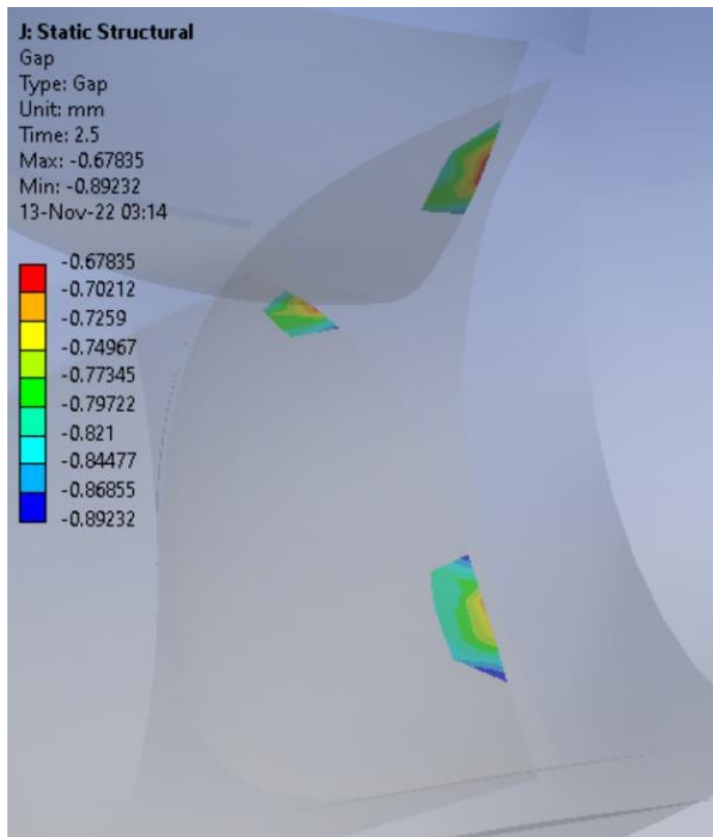 J: Static Structural
Gap
Type: Gap
Unit: mm
Time: 2.5
Max: -0.67835
Min: -0.89232
13-Nov-22 03:14
-0.67835
-0.70212
-0.7259
-0.74967
-0.77345
-0.79722
-0.821
-0.84477
-0.86855
-0.89232